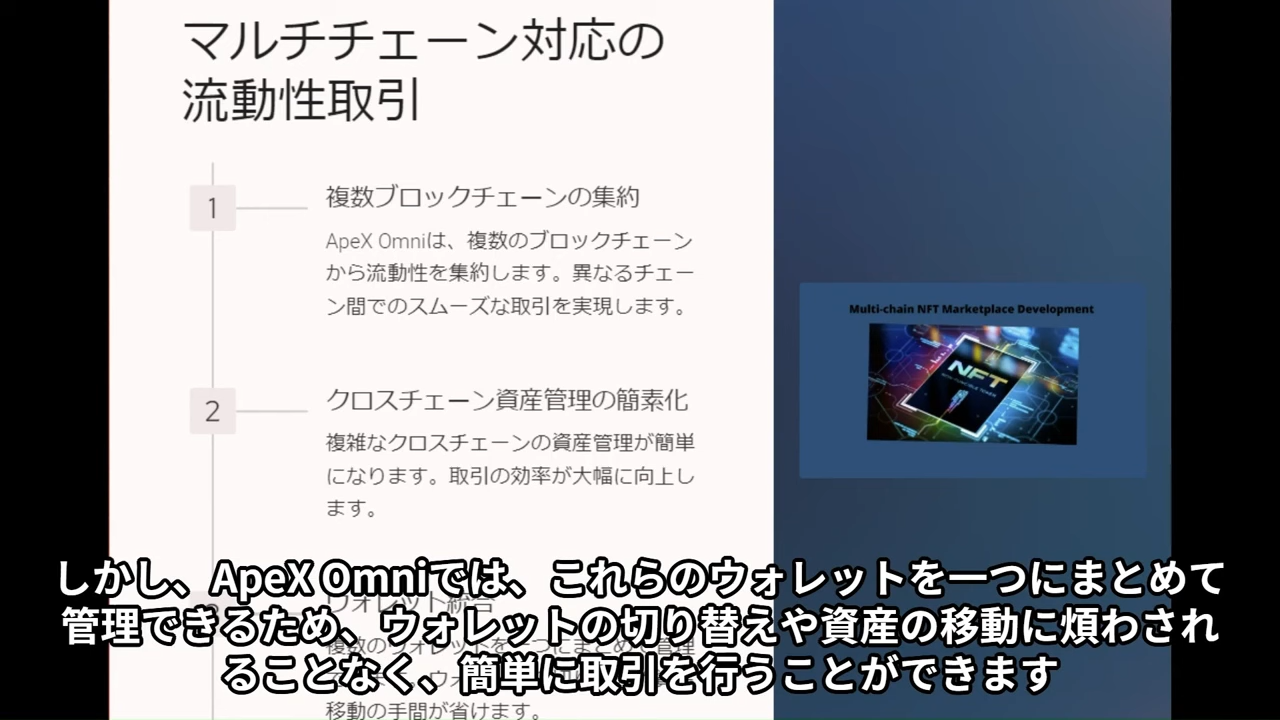 マルチチェーン対応の
流動性取引
1
複数ブロックチェーンの集約
ApeX Omniは、複数のブロックチェーン
から流動性を集約します。異なるチェー
ン間でのスムーズな取引を実現します。
2
クロスチェーン資産管理の簡素化
複雑なクロスチェーンの資産管理が簡単
になります。取引の効率が大幅に向上し
ます。
ウォレット統合
移動の手間が省けます。
Multi-chain NFT Marketplace Development
NFT
しかし、ApeX Omniでは、これらのウォレットを一つにまとめて
管理できるため、ウォレットの切り替えや資産の移動に煩わされ
ることなく、簡単に取引を行うことができます